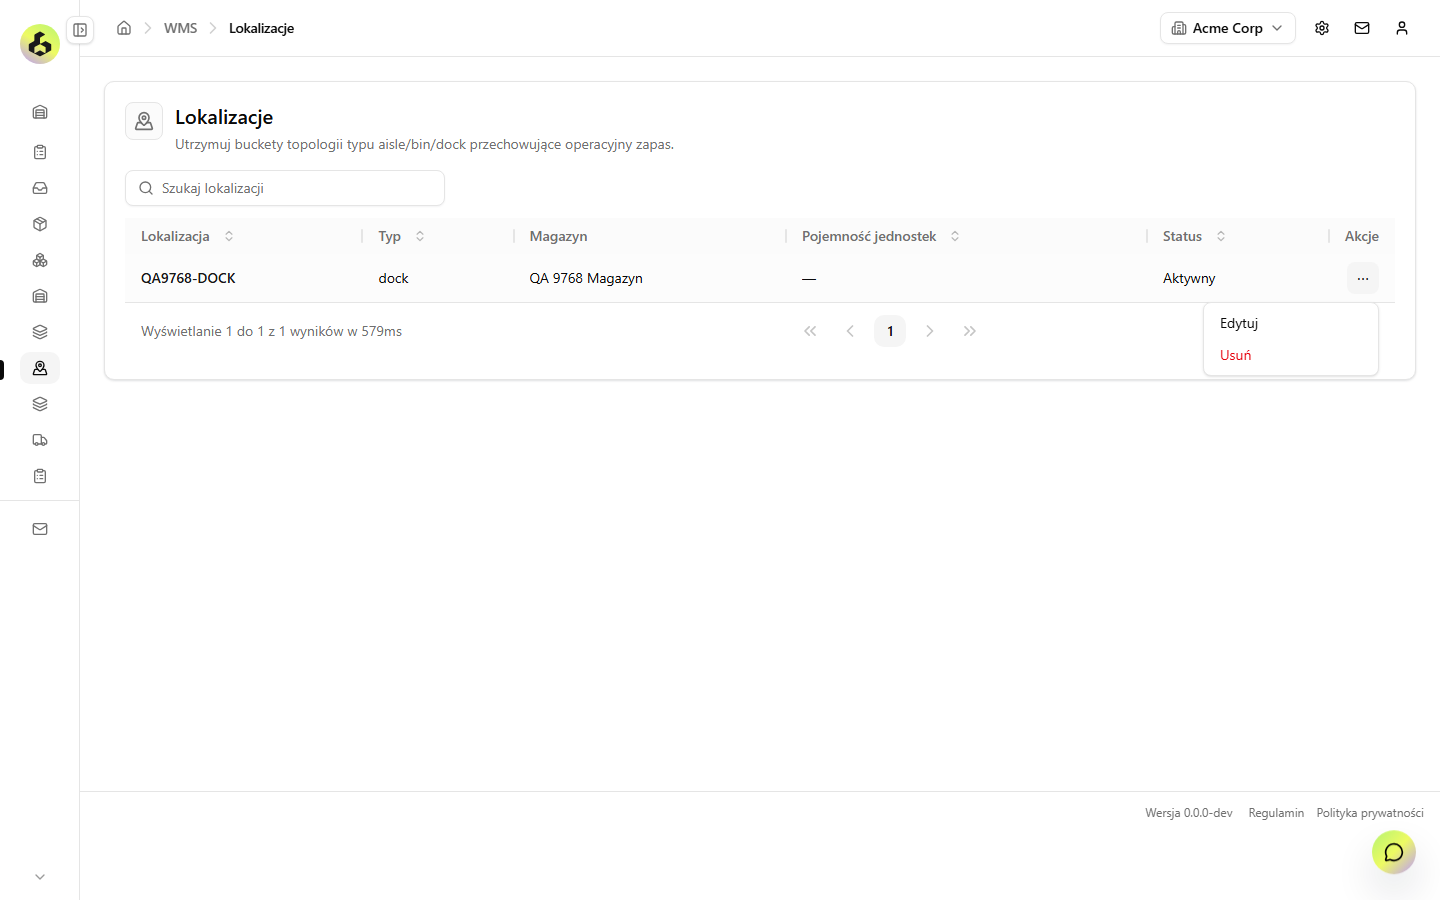 WMS
Lokalizacje
Acme Corp
Lokalizacje
Utrzymuj buckety topologii typu aisle/bin/dock przechowujące operacyjny zapas.
Szukaj lokalizacji
Lokalizacja Typ Magazyn Pojemność jednostek Status Akcje
QA9768-DOCK dock QA 9768 Magazyn — Aktywny ...
Edytuj
Usuń
Wyświetlanie 1 do 1 z 1 wyników w 579ms
1
Wersja 0.0.0-dev Regulamin Polityka prywatności